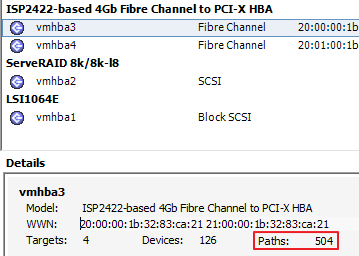 ISP2422-based 4Gb Fibre Channel to PCI-X HBA
vmhba3 Fibre Channel 20:00:00:1b
vmhba4 Fibre Channel 20:01:00:1b
ServeRAID 8k/8k-l8
vmhba2 SCSI
LSI1064E
vmhba1 Block SCSI
Details
vmhba3
Model: ISP2422-based 4Gb Fibre Channel to PCI-X HBA
WWN: 20:00:00:1b:32:83:ca:21 21:00:00:1b:32:83:ca:21
Targets: 4 Devices: 126 Paths: 504